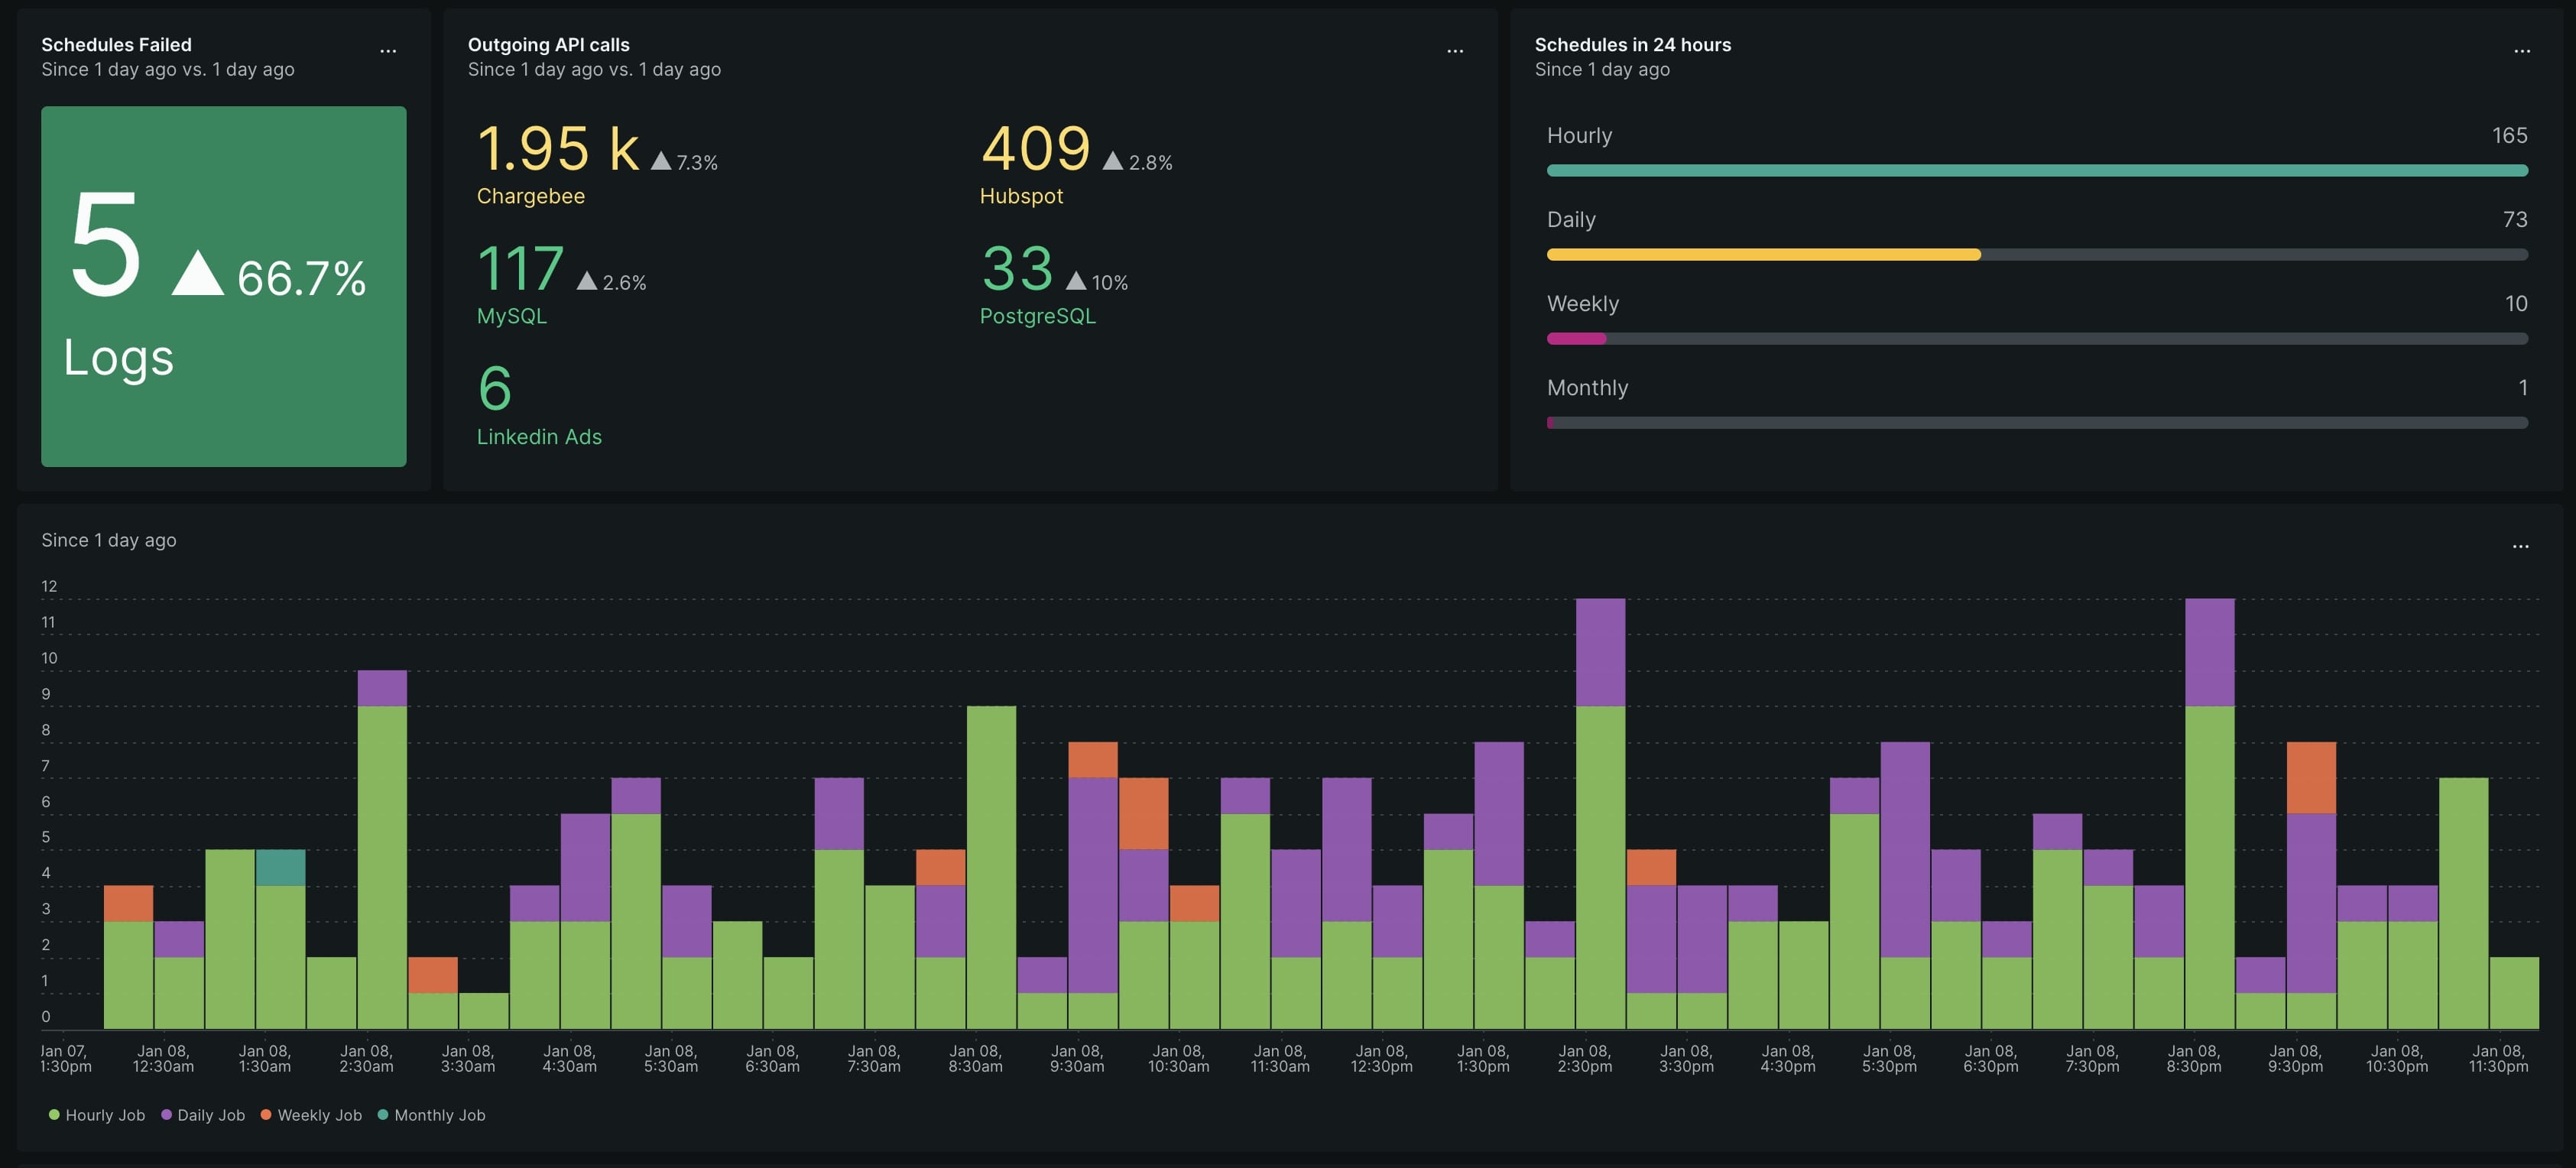 Schedules Failed
Since 1 day ago vs. 1 day ago
5 ▲ 66.7%
Logs
Outgoing API calls
Since 1 day ago vs. 1 day ago
1.95 k ▲ 7.3%
Chargebee
409 ▲ 2.8%
Hubspot
117 ▲ 2.6%
MySQL
33 ▲ 10%
PostgreSQL
6
Linkedin Ads
Schedules in 24 hours
Since 1 day ago
Hourly 165
Daily 73
Weekly 10
Monthly 1
Since 1 day ago
12
11
10
9
8
7
6
5
4
3
2
1
0
Jan 07, 1:30pm
Jan 08, 12:30am
Jan 08, 1:30am
Jan 08, 2:30am
Jan 08, 3:30am
Jan 08, 4:30am
Jan 08, 5:30am
Jan 08, 6:30am
Jan 08, 7:30am
Jan 08, 8:30am
Jan 08, 9:30am
Jan 08, 10:30am
Jan 08, 11:30am
Jan 08, 12:30pm
Jan 08, 1:30pm
Jan 08, 2:30pm
Jan 08, 3:30pm
Jan 08, 4:30pm
Jan 08, 5:30pm
Jan 08, 6:30pm
Jan 08, 7:30pm
Jan 08, 8:30pm
Jan 08, 9:30pm
Jan 08, 10:30pm
Jan 08, 11:30pm
Hourly Job Daily Job Weekly Job Monthly Job